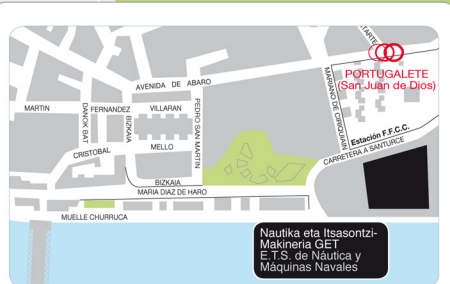 IZARTE
PORTUGALETE
(San Juan de Dios)
AVENIDA DE ABARO
MARIANO DE CIRIQUIAIN
MARTIN
DANOK BAT
FERNANDEZ
VILLARAN
BIZKAIA
PEDRO SAN MARTIN
Estación F.F.C.C.
CRISTOBAL
MELLO
CARRETERA A SANTURCE
BIZKAIA
MARIA DIAZ DE HARO
MUELLE CHURRUCA
Nautika eta Itsasontzi-
Makineria GET
E.T.S. de Náutica y
Máquinas Navales